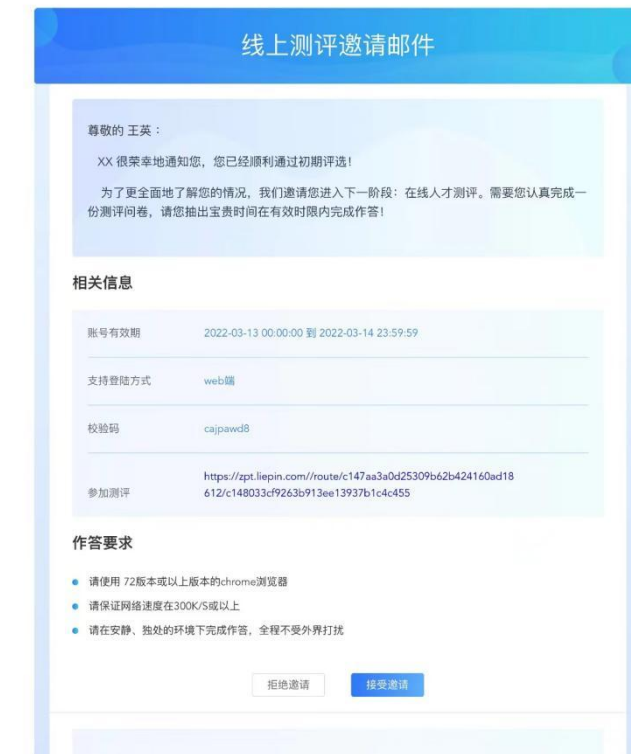 线上测评邀请邮件
尊敬的 王英：
XX 很荣幸地通知您，您已经顺利通过初期评选！
为了更全面地了解您的情况，我们邀请您进入下一阶段：在线人才测评。需要您认真完成一
份测评问卷，请您抽出宝贵时间在有效时限内完成作答！
相关信息
账号有效期 2022-03-13 00:00:00 到 2022-03-14 23:59:59
支持登陆方式 web端
校验码 cajpawd8
参加测评 https://zpt.liepin.com//route/c147aa3a0d25309b62b424160ad18
612/c148033cf9263b913ee13937b1c4c455
作答要求
请使用 72版本或以上版本的chrome浏览器
请保证网络速度在300K/S或以上
请在安静、独处的环境下完成作答，全程不受外界打扰
拒绝邀请 接受邀请